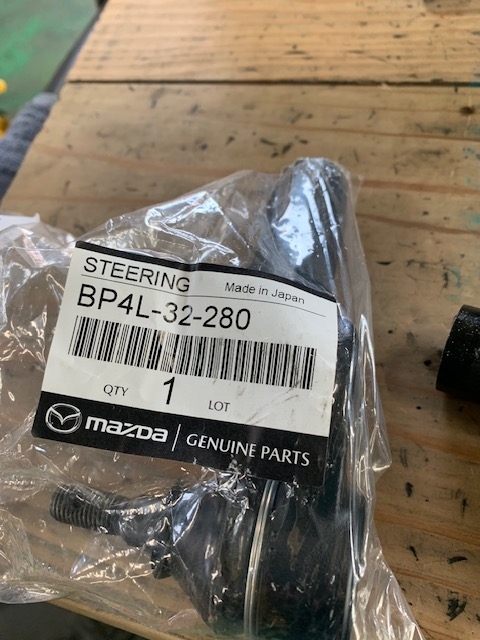 STEERING Made in Japan
BP4L-32-280
QTY 1 LOT
mazda | GENUINE PARTS